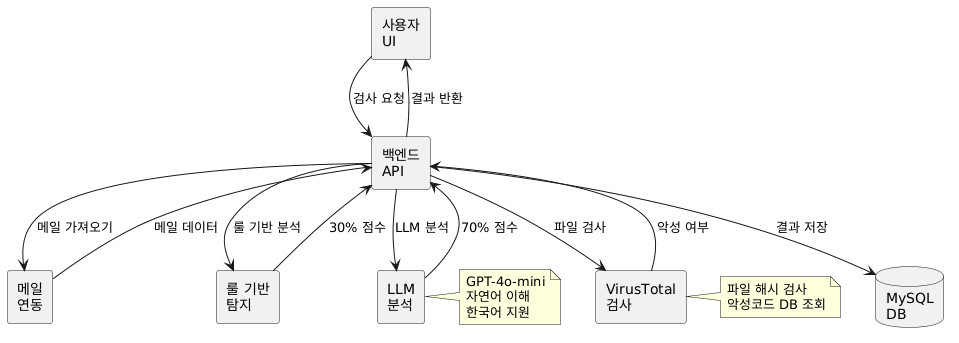 사용자
UI
검사 요청
결과 반환
백엔드
API
메일 가져오기
메일 데이터
룰 기반 분석
30% 점수
LLM 분석
70% 점수
파일 검사
악성 여부
결과 저장
메일
연동
룰 기반
탐지
LLM
분석
GPT-4o-mini
자연어 이해
한국어 지원
VirusTotal
검사
파일 해시 검사
악성코드 DB 조회
MySQL
DB